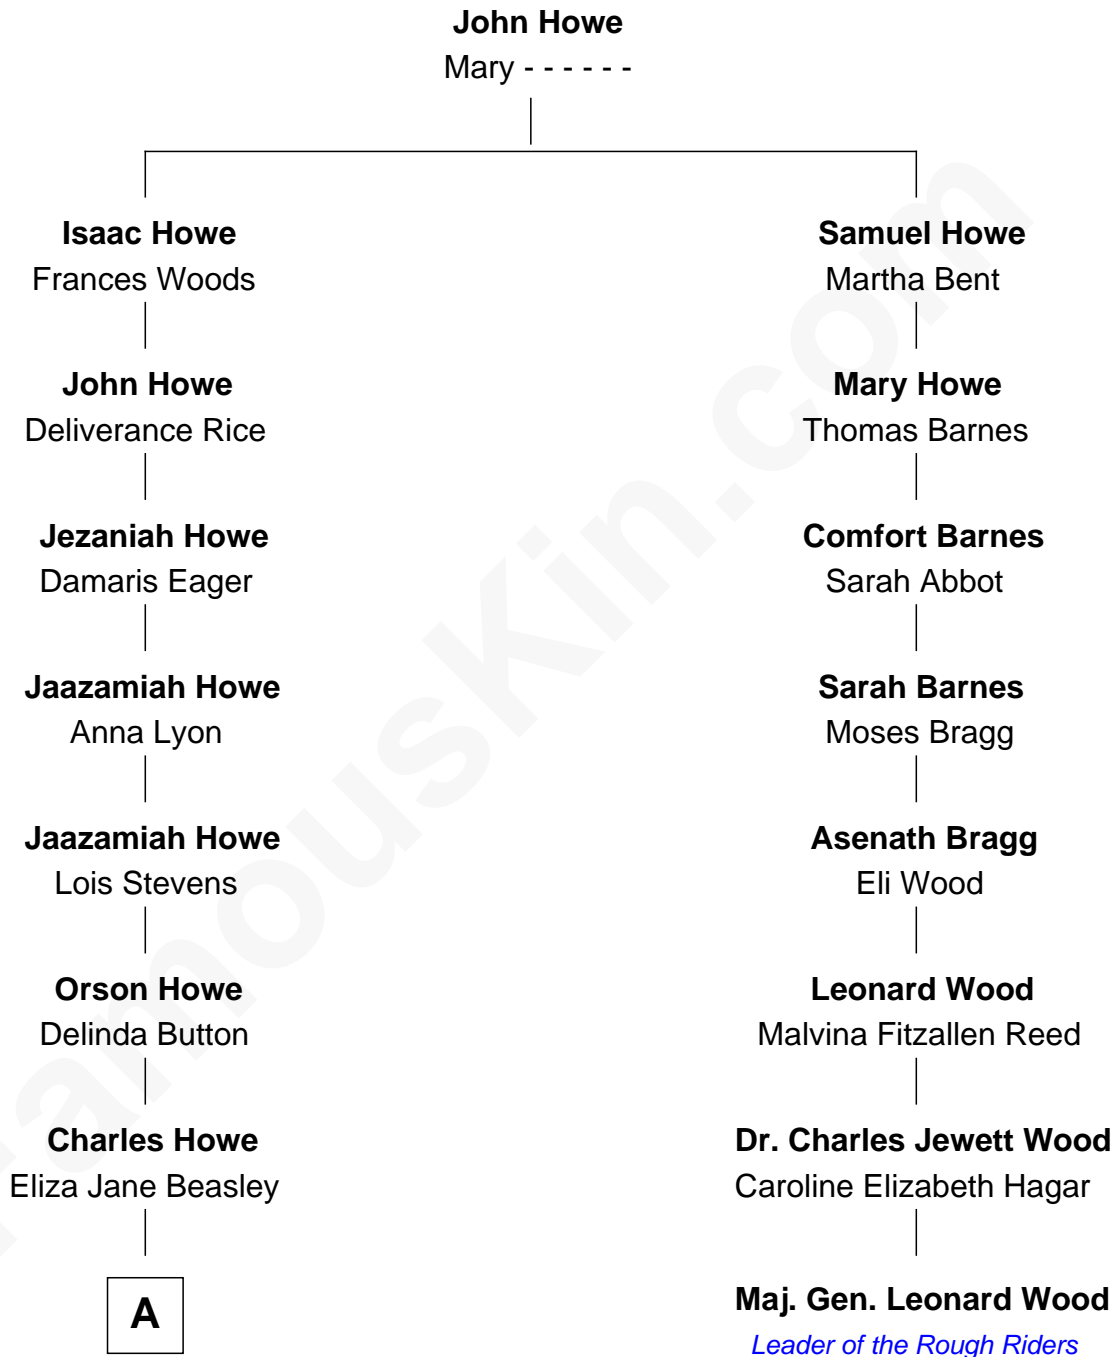 John Howe
Mary - - - - - -
Isaac Howe
Frances Woods
Samuel Howe
Martha Bent
John Howe
Deliverance Rice
Mary Howe
Thomas Barnes
Jezaniah Howe
Damaris Eager
Comfort Barnes
Sarah Abbot
Jaazamiah Howe
Anna Lyon
Sarah Barnes
Moses Bragg
Jaazamiah Howe
Lois Stevens
Asenath Bragg
Eli Wood
Orson Howe
Delinda Button
Leonard Wood
Malvina Fitzallen Reed
Charles Howe
Eliza Jane Beasley
Dr. Charles Jewett Wood
Caroline Elizabeth Hagar
A
Maj. Gen. Leonard Wood
Leader of the Rough Riders
FamousKin.com